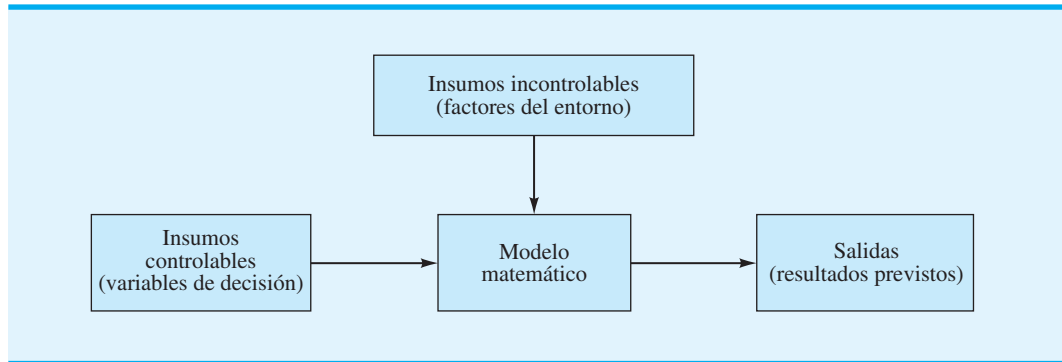 Insumos incontrolables
(factores del entorno)
Insumos
controlables
(variables de decisión)
Modelo
matemático
Salidas
(resultados previstos)